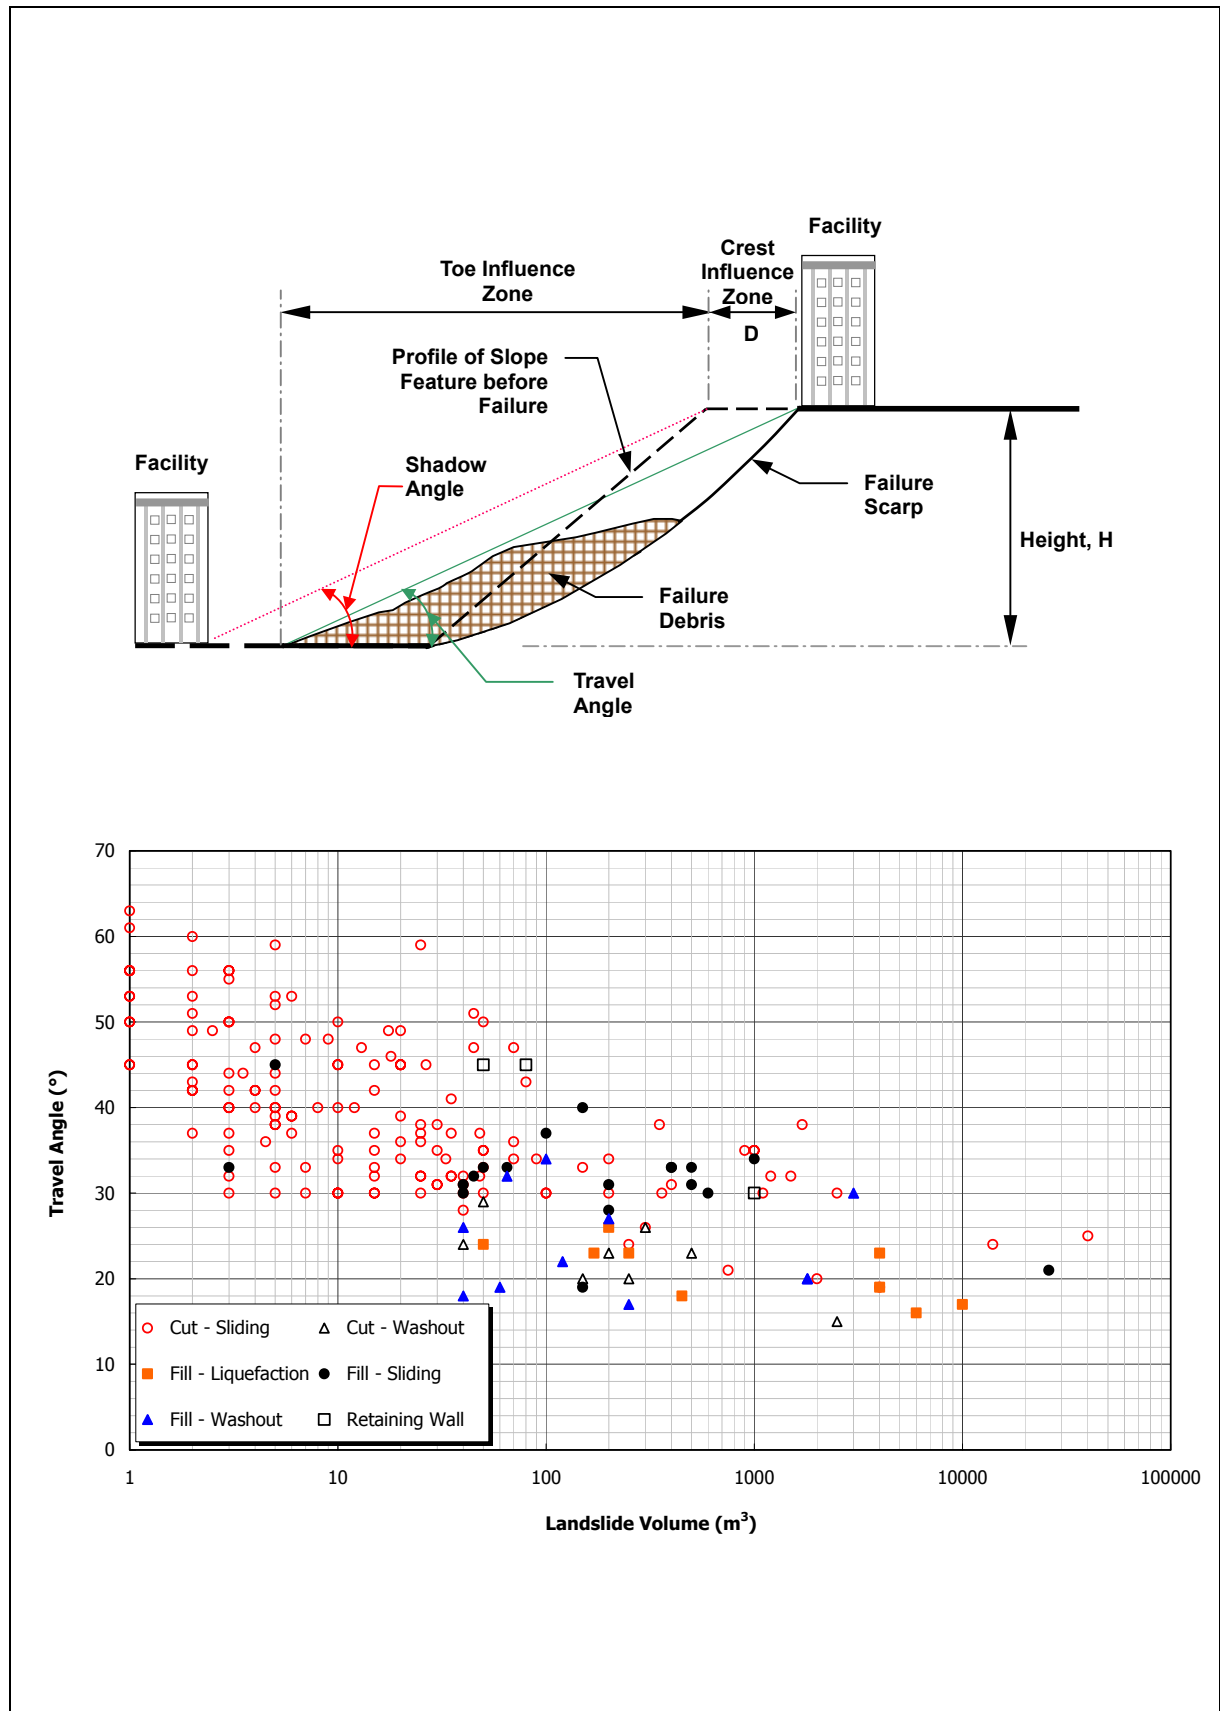 Facility
Crest
Influence
Zone
D
Toe Influence
Zone
Profile of Slope
Feature before
Failure
Facility
Shadow
Angle
Failure
Scarp
Height, H
Failure
Debris
Travel
Angle
70
60
50
40
30
20
10
0
Travel Angle (°)
Cut - Sliding
Cut - Washout
Fill - Liquefaction
Fill - Sliding
Fill - Washout
Retaining Wall
1
10
100
1000
10000
100000
Landslide Volume (m³)